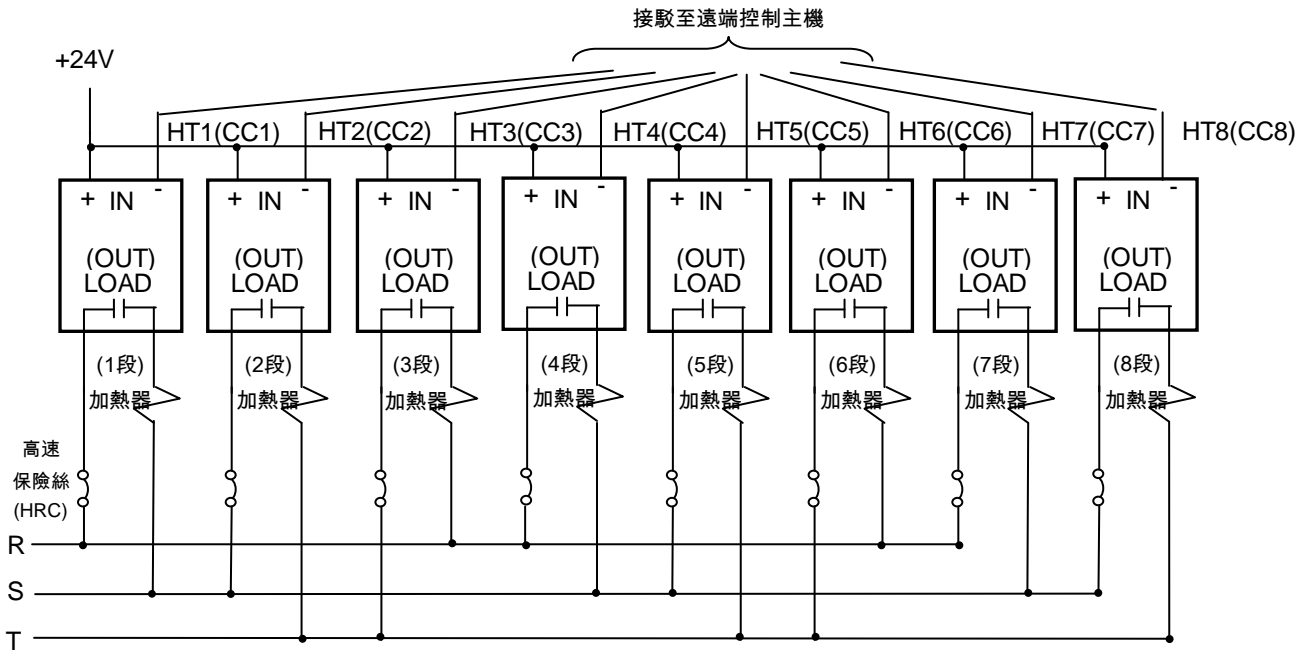 接駁至遠端控制主機
+24V
HT1(CC1) HT2(CC2) HT3(CC3) HT4(CC4) HT5(CC5) HT6(CC6) HT7(CC7) HT8(CC8)
+ IN - + IN - + IN - + IN - + IN - + IN - + IN - + IN -
(OUT) (OUT) (OUT) (OUT) (OUT) (OUT) (OUT) (OUT)
LOAD LOAD LOAD LOAD LOAD LOAD LOAD LOAD
(1段) (2段) (3段) (4段) (5段) (6段) (7段) (8段)
加熱器 加熱器 加熱器 加熱器 加熱器 加熱器 加熱器 加熱器
高速
保險絲
(HRC)
R
S
T